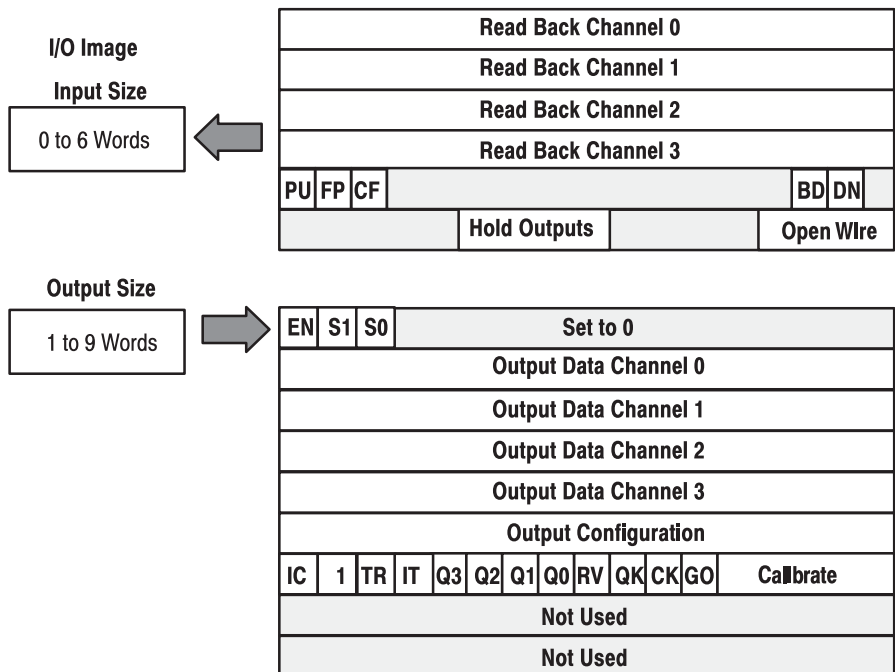 I/O Image
Input Size
0 to 6 Words
Read Back Channel 0
Read Back Channel 1
Read Back Channel 2
Read Back Channel 3
PU FP CF BD DN
Hold Outputs Open WIre
Output Size
1 to 9 Words
EN S1 S0 Set to 0
Output Data Channel 0
Output Data Channel 1
Output Data Channel 2
Output Data Channel 3
Output Configuration
IC 1 TR IT Q3 Q2 Q1 Q0 RV QK CK GO Calibrate
Not Used
Not Used